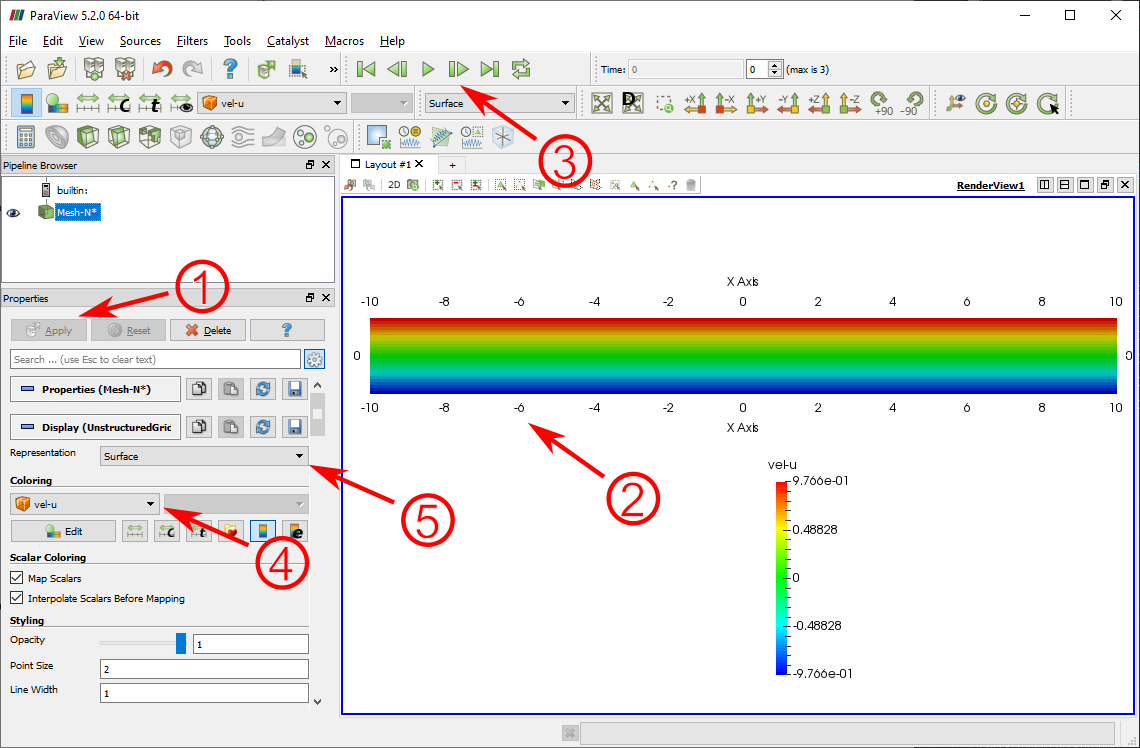 ParaView 5.2.0 64-bit
File Edit View Sources Filters Tools Catalyst Macros Help
? » Time: 0 0 (max is 3)
C t vel-u Surface D +X -X +Y -Y +Z -Z +90 -90
Pipeline Browser
Layout #1 +
builtin:
2D ? RenderView1
Mesh-N*
3
1
Properties
Apply Reset Delete ?
Search ... (use Esc to clear text)
Properties (Mesh-N*)
Display (UnstructuredGrid
Representation Surface
Coloring
vel-u
Edit C t e
Scalar Coloring
Map Scalars
Interpolate Scalars Before Mapping
Styling
Opacity 1
Point Size 2
Line Width 1
X Axis
-10 -8 -6 -4 -2 0 2 4 6 8 10
0 0
-10 -8 -6 -4 -2 0 2 4 6 8 10
X Axis
2
5
4
vel-u
9.766e-01
0.48828
0
-0.48828
-9.766e-01